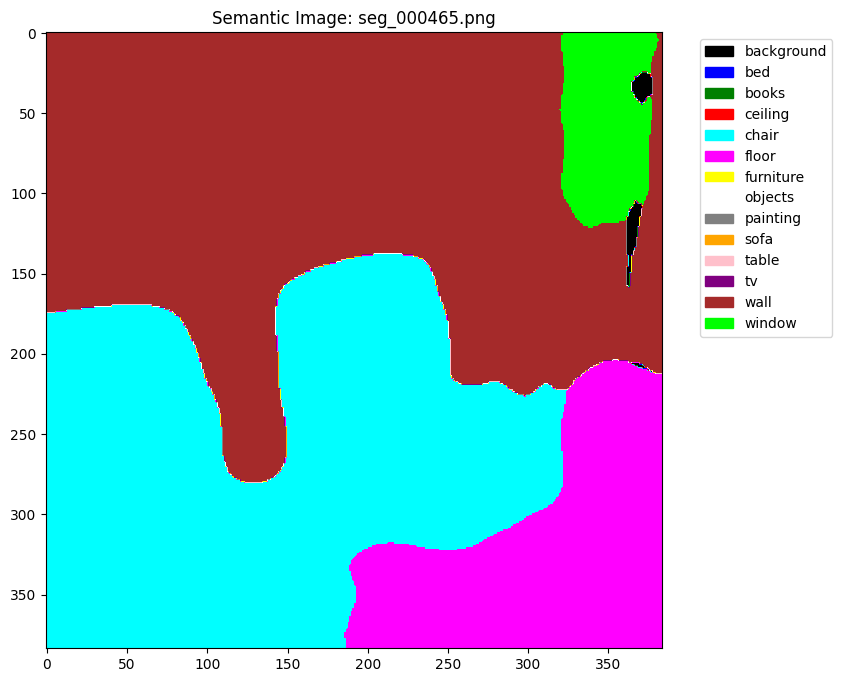 Semantic Image: seg_000465.png
0
50
100
150
200
250
300
350
0 50 100 150 200 250 300 350
background
bed
books
ceiling
chair
floor
furniture
objects
painting
sofa
table
tv
wall
window